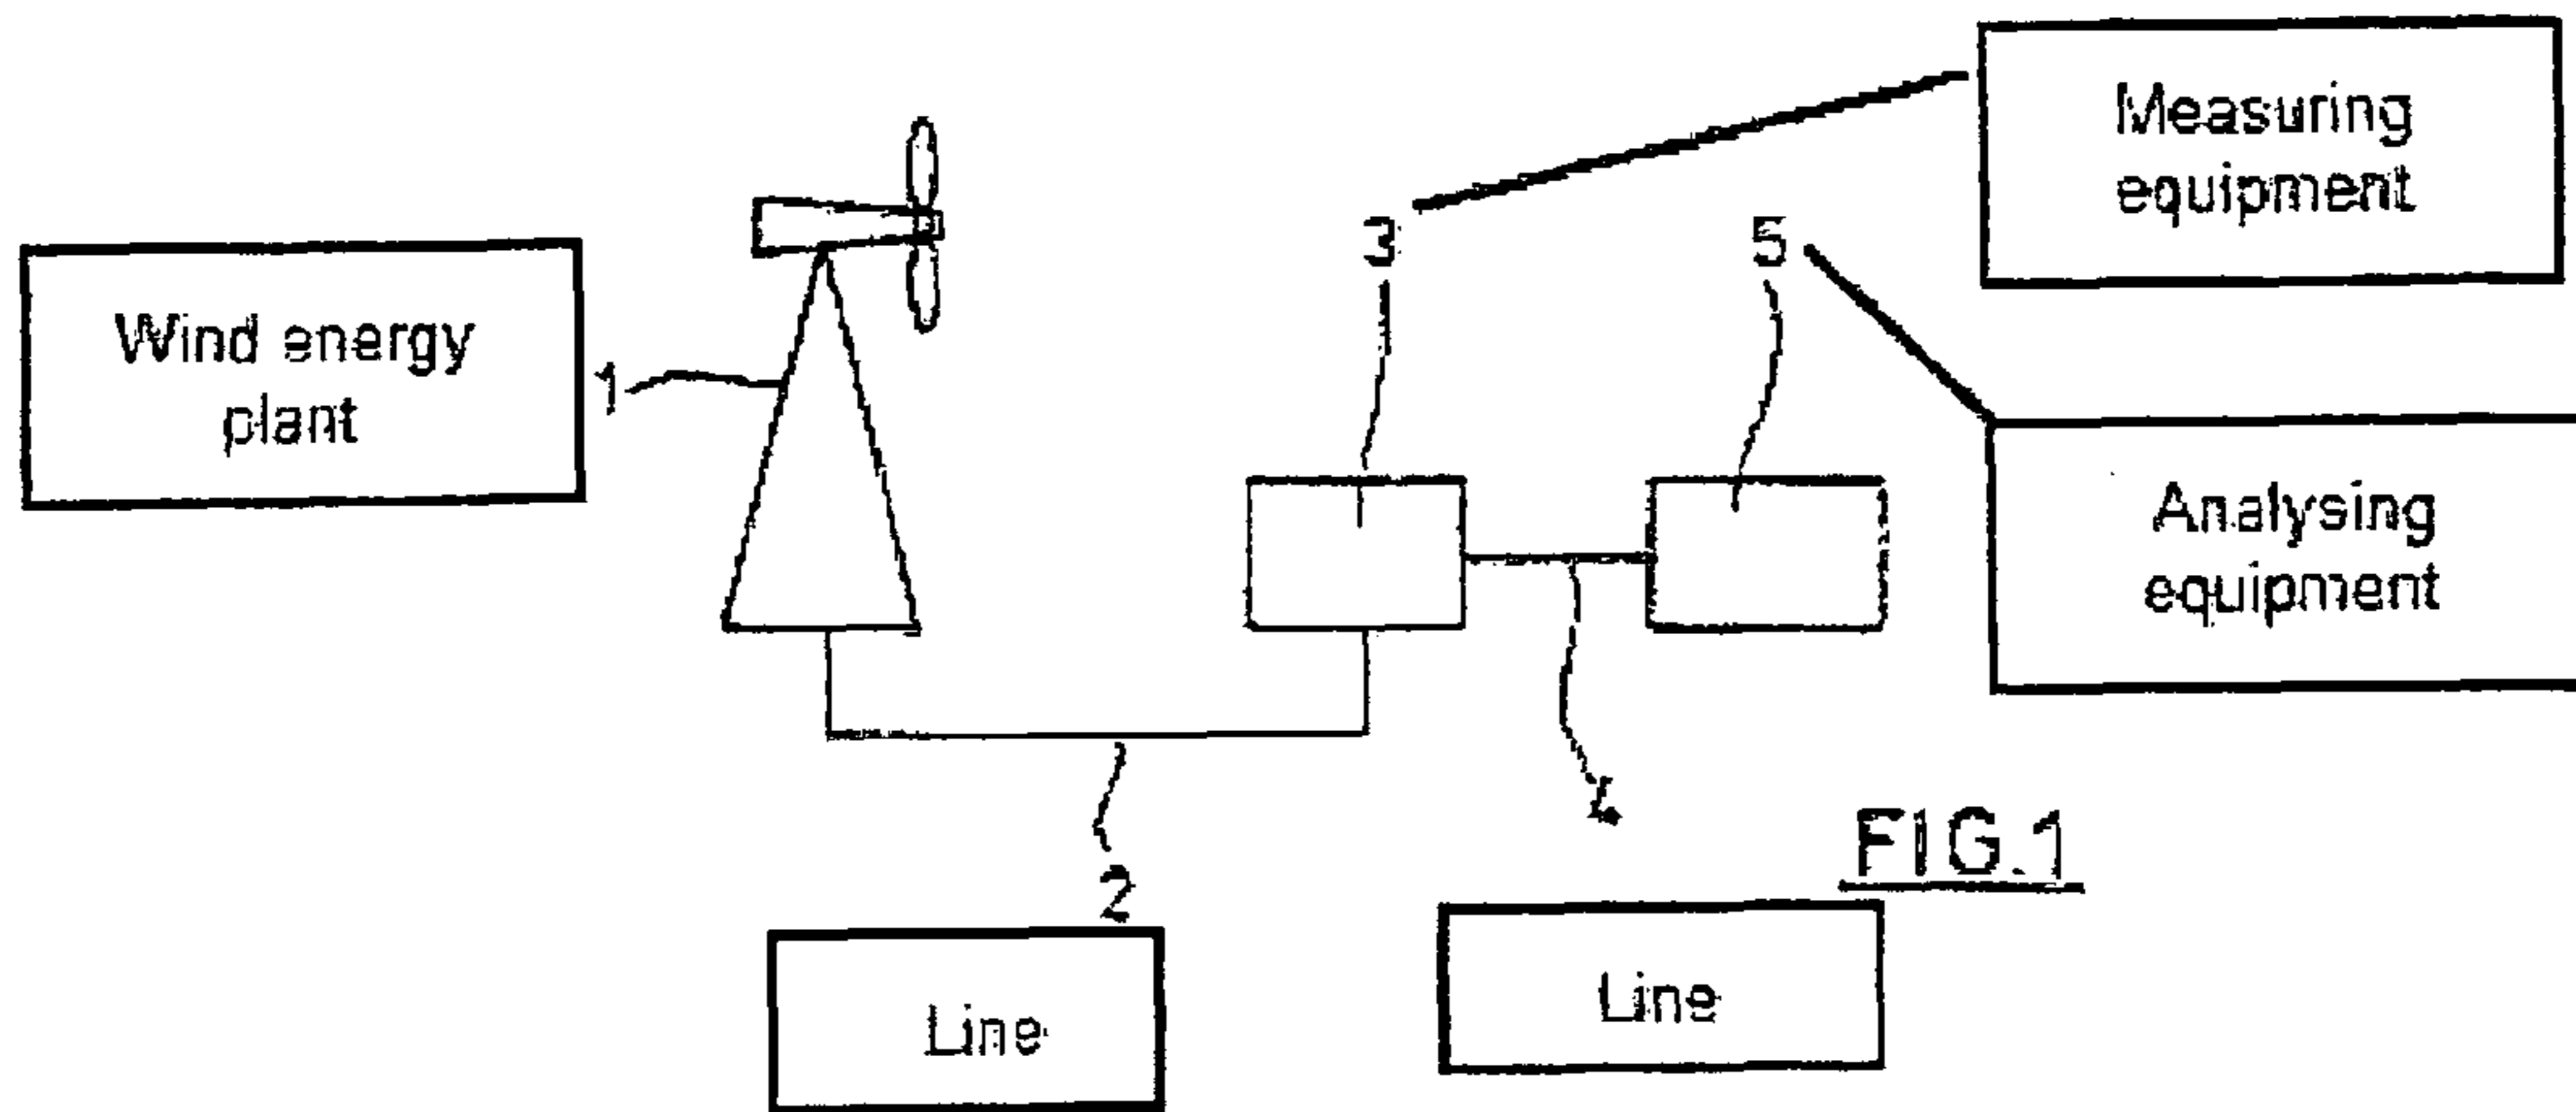 Measuring
equipment
Wind energy
plant
1
3
5
Analysing
equipment
2
4
FIG.1
Line
Line